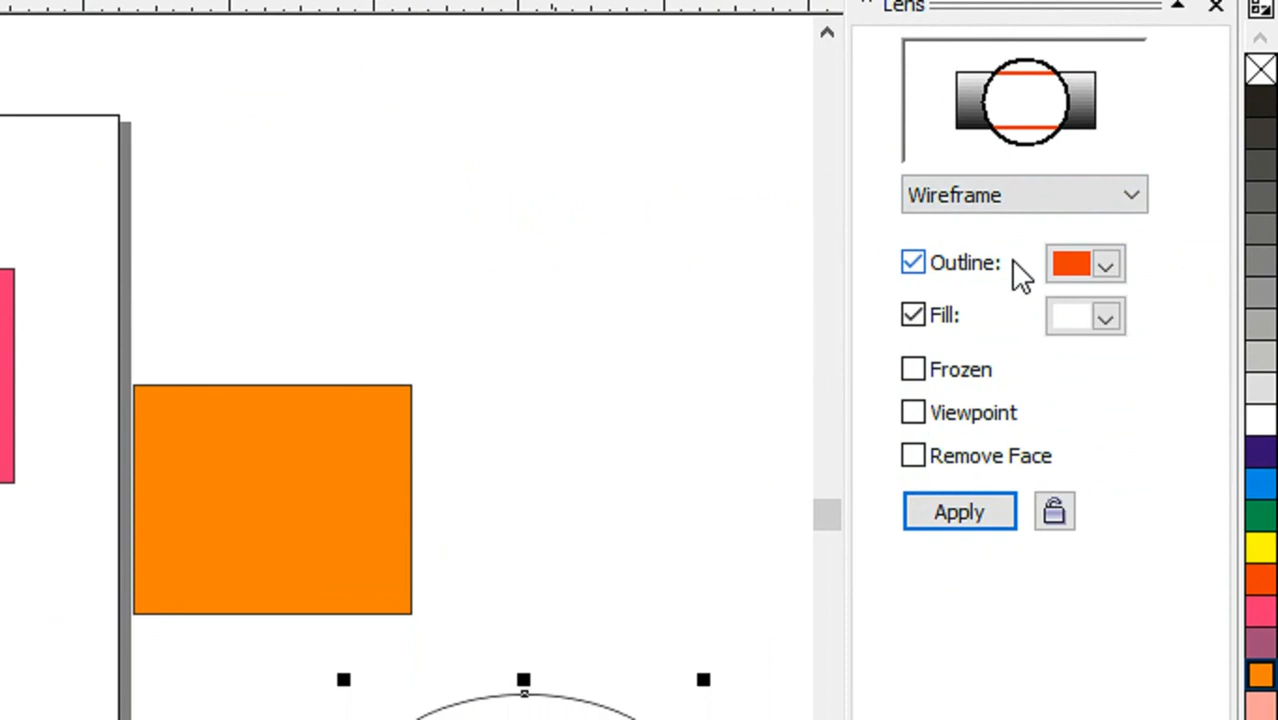 Lens
Wireframe
Outline:
Fill:
Frozen
Viewpoint
Remove Face
Apply